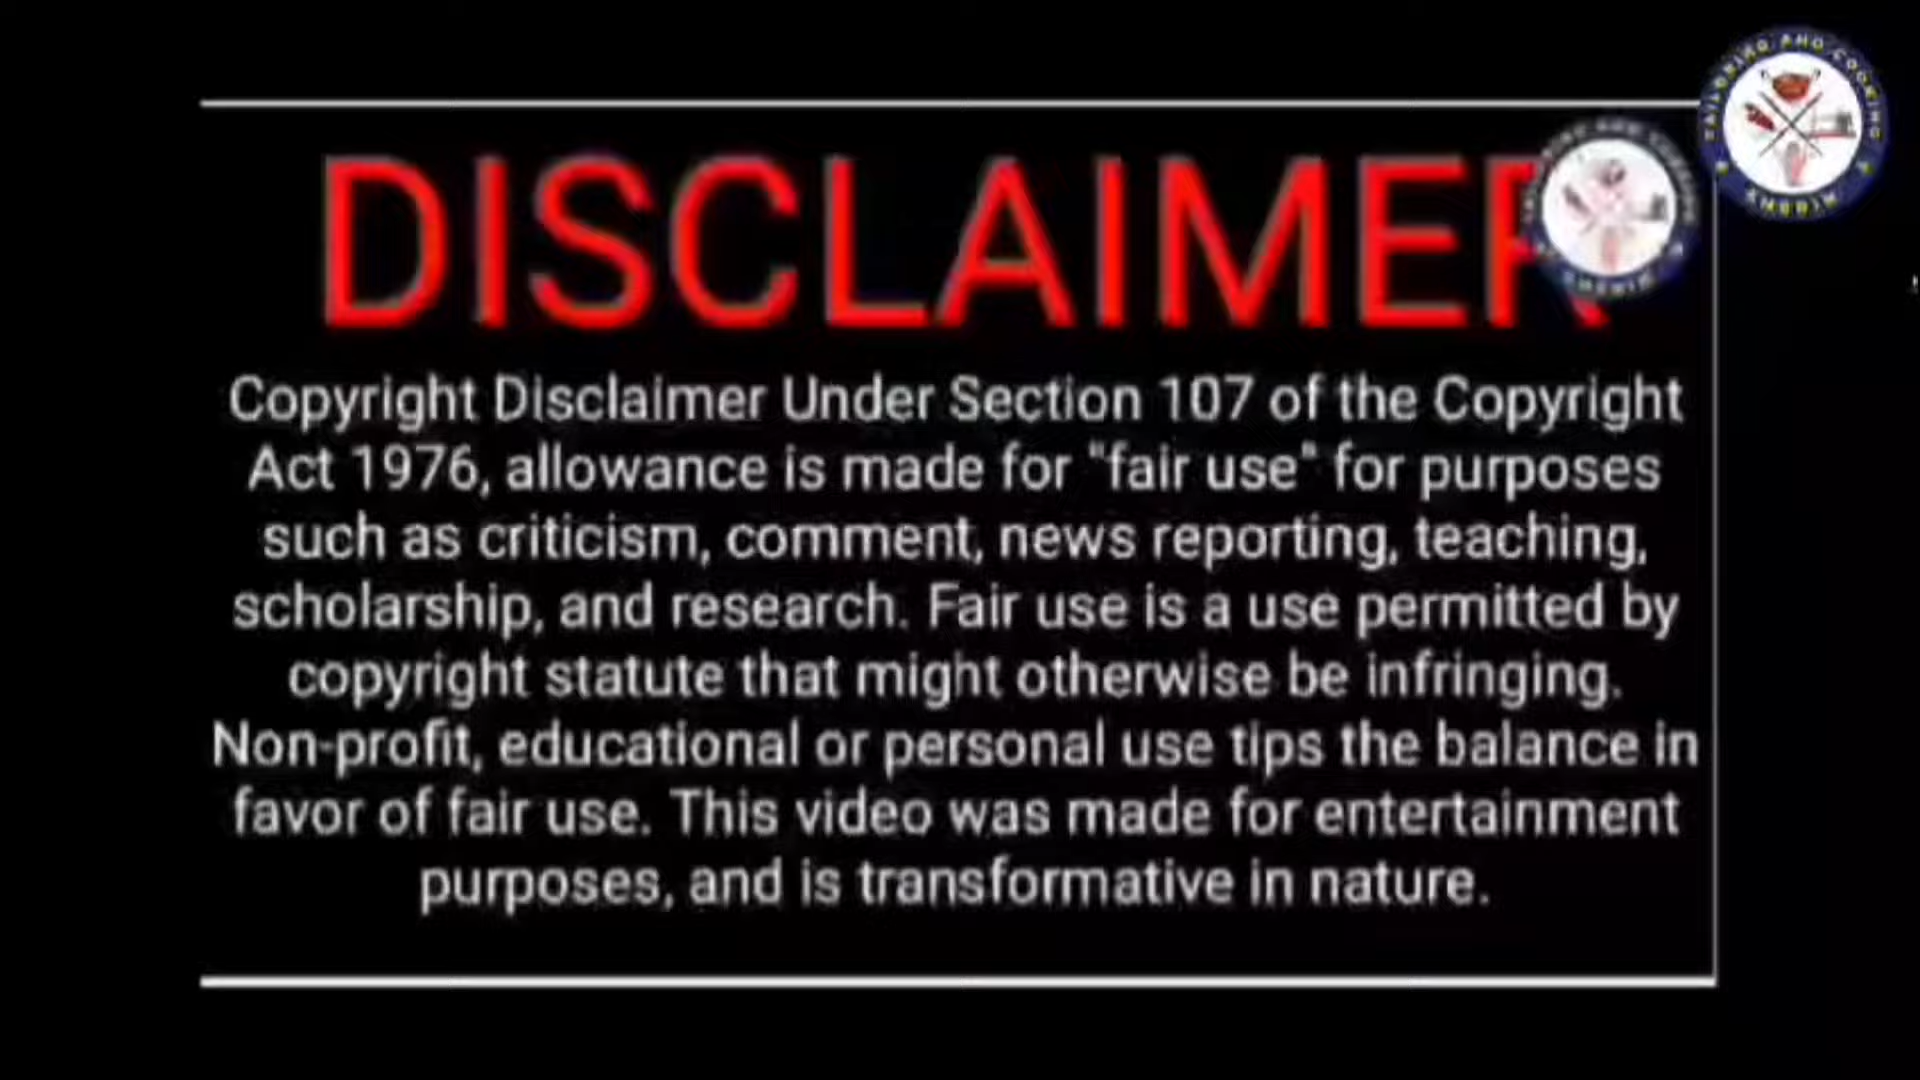 TAILORING AND COOKING
DISCLAIMER
Copyright Disclaimer Under Section 107 of the Copyright
Act 1976, allowance is made for "fair use" for purposes
such as criticism, comment, news reporting, teaching,
scholarship, and research. Fair use is a use permitted by
copyright statute that might otherwise be infringing.
Non-profit, educational or personal use tips the balance in
favor of fair use. This video was made for entertainment
purposes, and is transformative in nature.